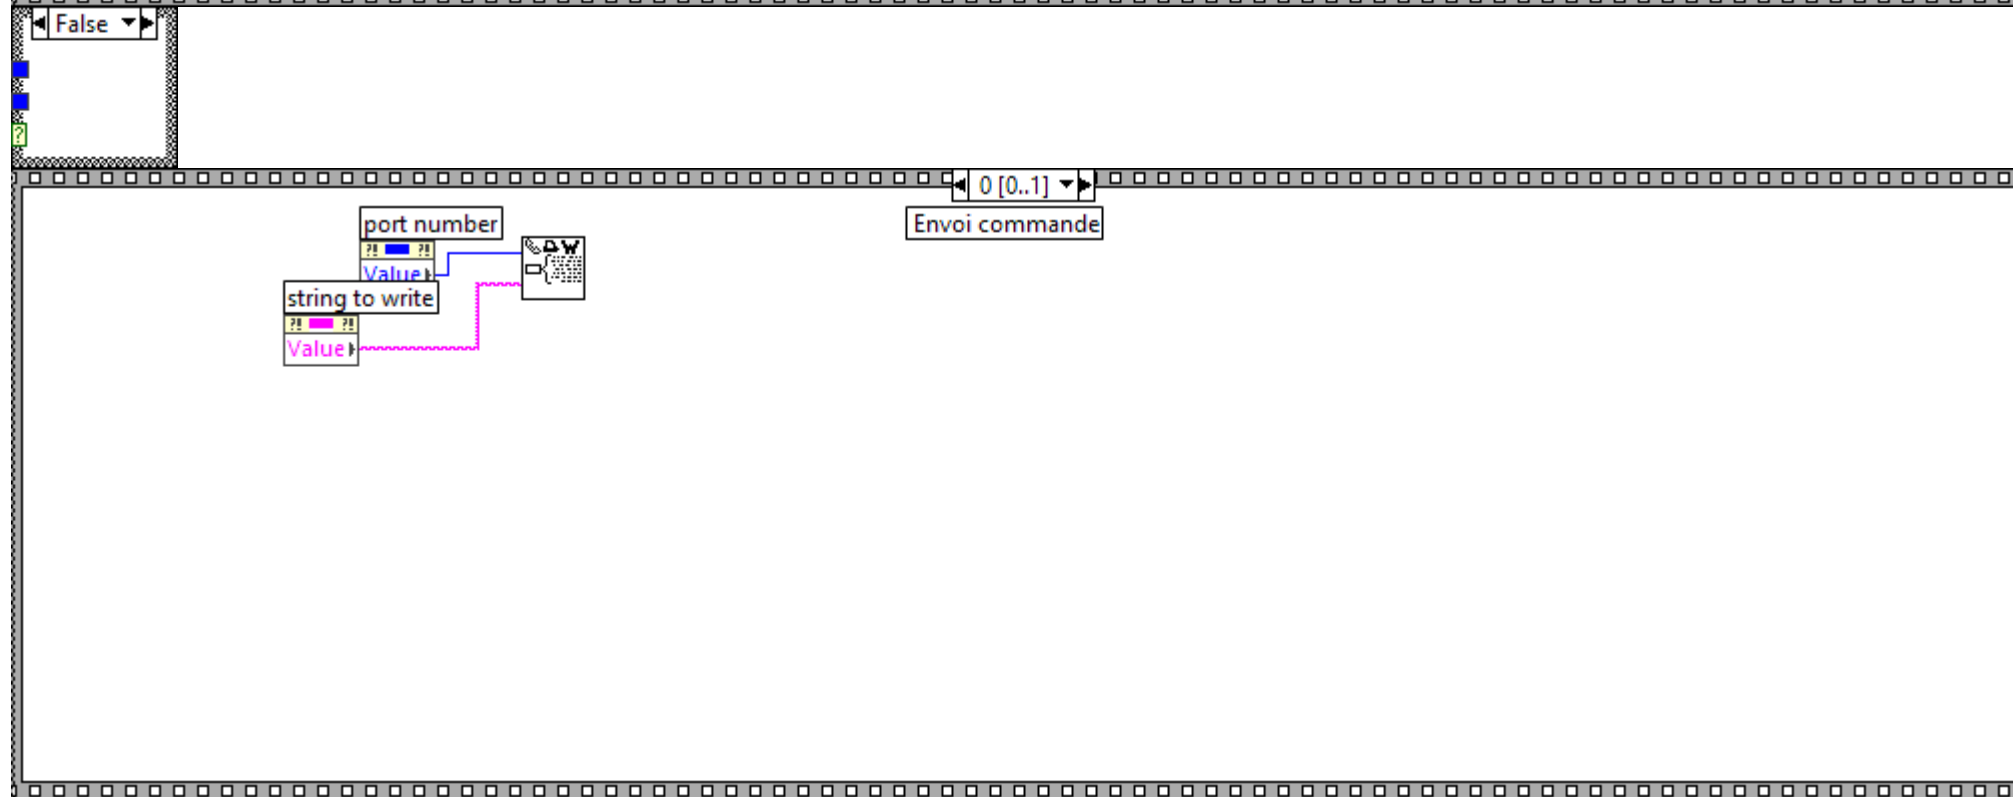 False
?
0 [0..1]
port number
Envoi commande
?! ?!
W
Value
string to write
?! ?!
Value